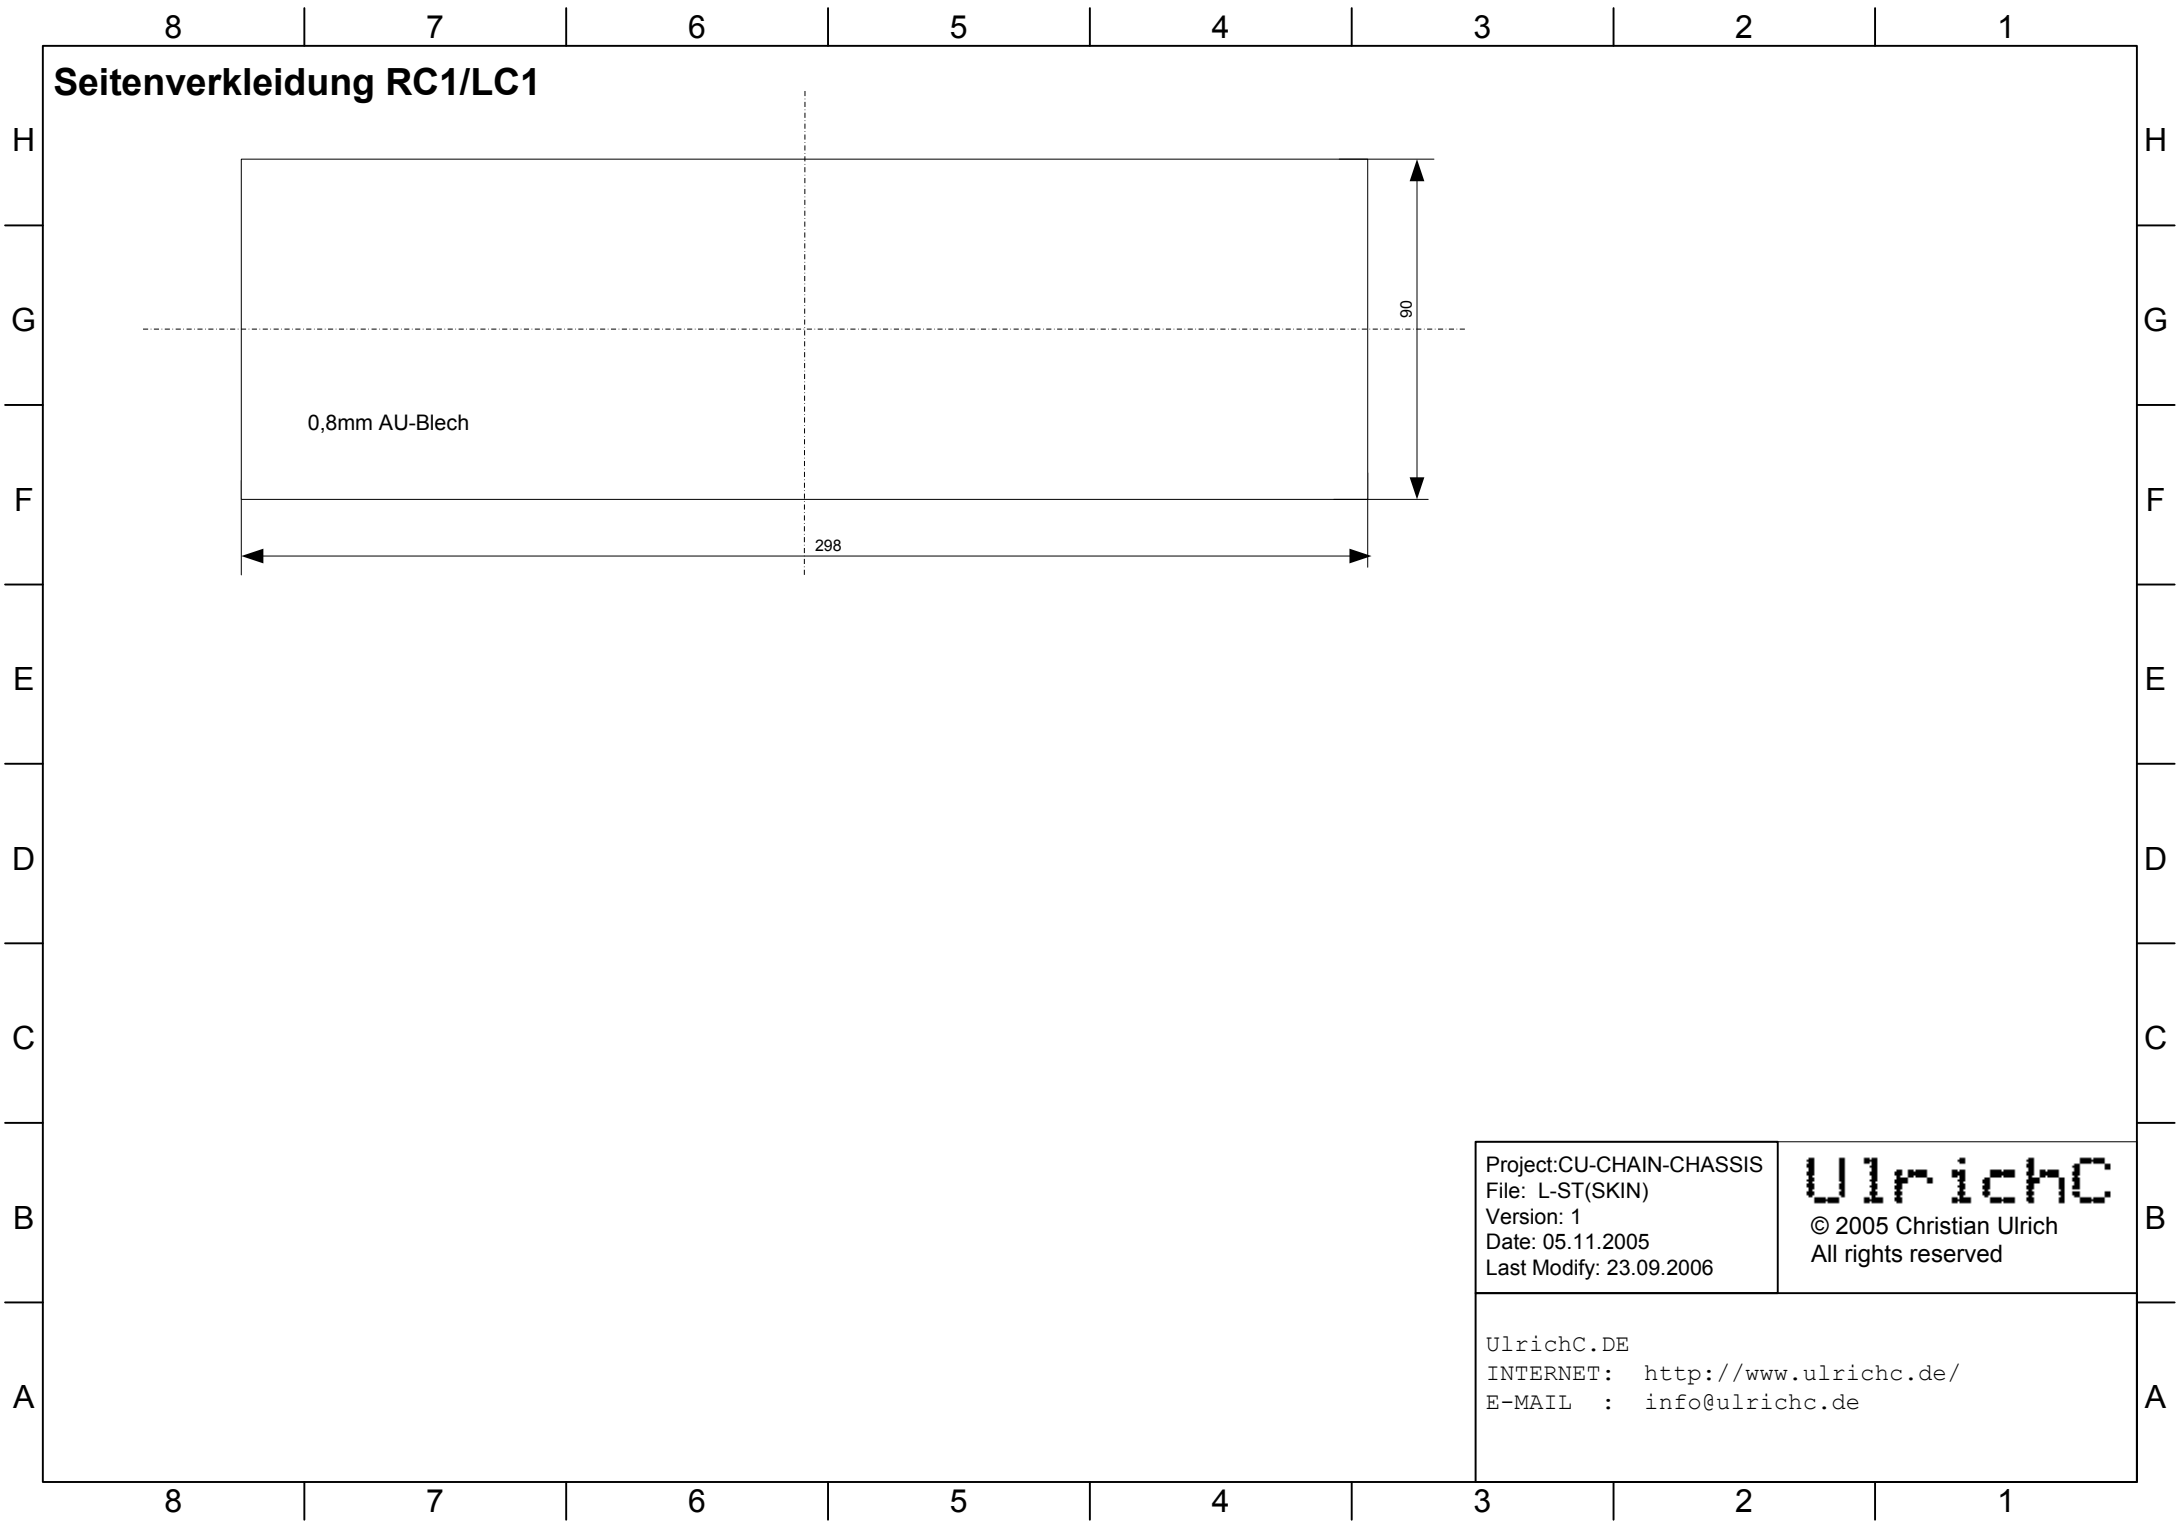 8 7 6 5 4 3 2 1
Seitenverkleidung RC1/LC1
H H
90
G G
0,8mm AU-Blech
F F
298
E E
D D
C C
Project:CU-CHAIN-CHASSIS
File: L-ST(SKIN)
Version: 1
Date: 05.11.2005
Last Modify: 23.09.2006
UlrichC
© 2005 Christian Ulrich
All rights reserved
B B
UlrichC.DE
INTERNET: http://www.ulrichc.de/
E-MAIL : info@ulrichc.de
A A
8 7 6 5 4 3 2 1